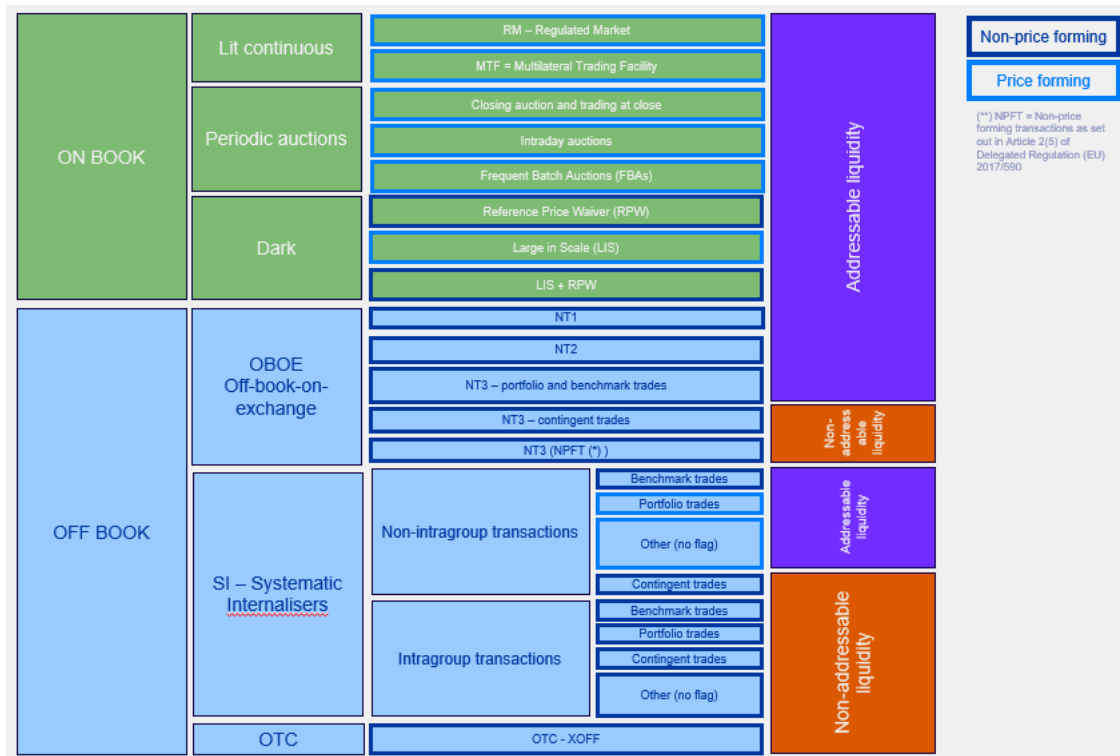 ON BOOK
Lit continuous
RM – Regulated Market
MTF = Multilateral Trading Facility
Periodic auctions
Closing auction and trading at close
Intraday auctions
Frequent Batch Auctions (FBAs)
Dark
Reference Price Waiver (RPW)
Large in Scale (LIS)
LIS + RPW
Addressable liquidity
OFF BOOK
OBOE
Off-book-on-
exchange
NT1
NT2
NT3 – portfolio and benchmark trades
NT3 – contingent trades
NT3 (NPFT (*) )
Non-
address
able
liquidity
SI – Systematic
Internalisers
Non-intragroup transactions
Benchmark trades
Portfolio trades
Other (no flag)
Contingent trades
Addressable
liquidity
Intragroup transactions
Benchmark trades
Portfolio trades
Contingent trades
Other (no flag)
Non-addressable
liquidity
OTC
OTC - XOFF
Non-price forming
Price forming
(**) NPFT = Non-price
forming transactions as set
out in Article 2(5) of
Delegated Regulation (EU)
2017/590